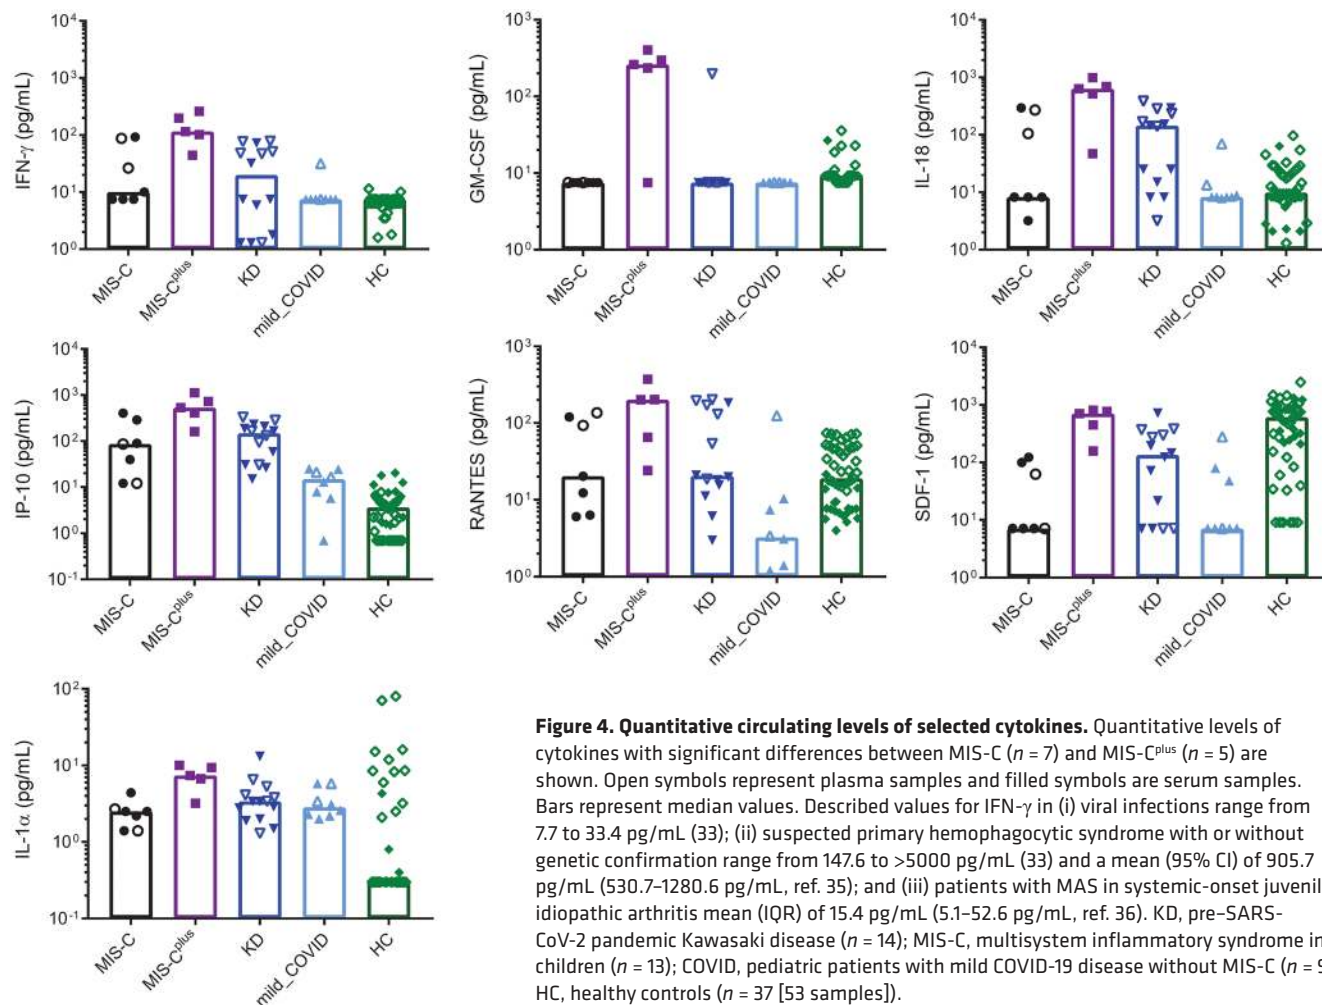 IFN-γ (pg/mL)
10⁴
10³
10²
10¹
10⁰
MIS-C
MIS-Cplus
KD
mild_COVID
HC
GM-CSF (pg/mL)
10³
10²
10¹
10⁰
MIS-C
MIS-Cplus
KD
mild_COVID
HC
IL-18 (pg/mL)
10⁴
10³
10²
10¹
10⁰
MIS-C
MIS-Cplus
KD
mild_COVID
HC
IP-10 (pg/mL)
10⁴
10³
10²
10¹
10⁰
10⁻¹
MIS-C
MIS-Cplus
KD
mild_COVID
HC
RANTES (pg/mL)
10³
10²
10¹
10⁰
MIS-C
MIS-Cplus
KD
mild_COVID
HC
SDF-1 (pg/mL)
10⁴
10³
10²
10¹
10⁰
MIS-C
MIS-Cplus
KD
mild_COVID
HC
IL-1α (pg/mL)
10²
10¹
10⁰
10⁻¹
MIS-C
MIS-Cplus
KD
mild_COVID
HC
Figure 4. Quantitative circulating levels of selected cytokines. Quantitative levels of
cytokines with significant differences between MIS-C (n = 7) and MIS-Cplus (n = 5) are
shown. Open symbols represent plasma samples and filled symbols are serum samples.
Bars represent median values. Described values for IFN-γ in (i) viral infections range from
7.7 to 33.4 pg/mL (33); (ii) suspected primary hemophagocytic syndrome with or without
genetic confirmation range from 147.6 to >5000 pg/mL (33) and a mean (95% CI) of 905.7
pg/mL (530.7–1280.6 pg/mL, ref. 35); and (iii) patients with MAS in systemic-onset juvenil
idiopathic arthritis mean (IQR) of 15.4 pg/mL (5.1–52.6 pg/mL, ref. 36). KD, pre–SARS-
CoV-2 pandemic Kawasaki disease (n = 14); MIS-C, multisystem inflammatory syndrome in
children (n = 13); COVID, pediatric patients with mild COVID-19 disease without MIS-C (n = 9
HC, healthy controls (n = 37 [53 samples]).